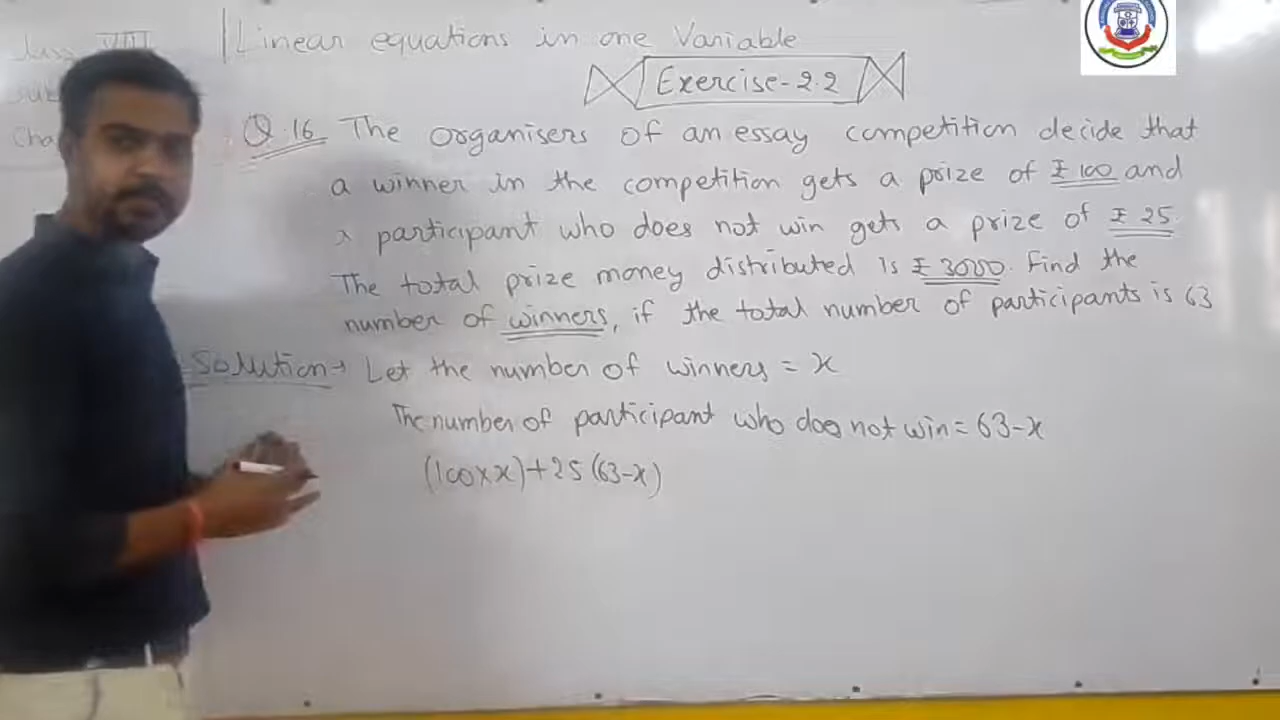 Class VIII
Linear equations in one Variable
Exercise-2.2
Q.16 The organisers of an essay competition decide that
a winner in the competition gets a prize of ₹ 100 and
a participant who does not win gets a prize of ₹ 25.
The total prize money distributed is ₹ 3000. Find the
number of winners, if the total number of participants is 63
Solution→ Let the number of winners = x
The number of participant who does not win = 63-x
(100×x)+25(63-x)